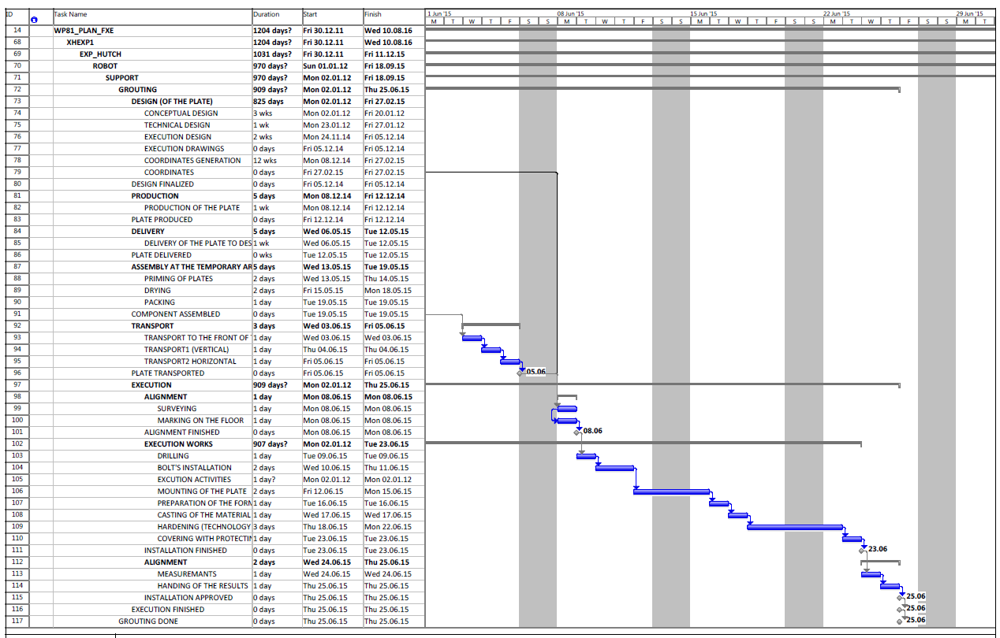 ID Task Name Duration Start Finish 1 Jun '15 08 Jun '15 15 Jun '15 22 Jun '15 29 Jun '15
M T W T F S S M T W T F S S M T W T F S S M T W T F S S M T
14 WP81_PLAN_FXE 1204 days? Fri 30.12.11 Wed 10.08.16
68 XHEXP1 1204 days? Fri 30.12.11 Wed 10.08.16
69 EXP_HUTCH 1031 days? Fri 30.12.11 Fri 11.12.15
70 ROBOT 970 days? Sun 01.01.12 Fri 18.09.15
71 SUPPORT 970 days? Mon 02.01.12 Fri 18.09.15
72 GROUTING 909 days? Mon 02.01.12 Thu 25.06.15
73 DESIGN (OF THE PLATE) 825 days Mon 02.01.12 Fri 27.02.15
74 CONCEPTUAL DESIGN 3 wks Mon 02.01.12 Fri 20.01.12
75 TECHNICAL DESIGN 1 wk Mon 23.01.12 Fri 27.01.12
76 EXECUTION DESIGN 2 wks Mon 24.11.14 Fri 05.12.14
77 EXECUTION DRAWINGS 0 days Fri 05.12.14 Fri 05.12.14
78 COORDINATES GENERATION 12 wks Mon 08.12.14 Fri 27.02.15
79 COORDINATES 0 days Fri 27.02.15 Fri 27.02.15
80 DESIGN FINALIZED 0 days Fri 05.12.14 Fri 05.12.14
81 PRODUCTION 5 days Mon 08.12.14 Fri 12.12.14
82 PRODUCTION OF THE PLATE 1 wk Mon 08.12.14 Fri 12.12.14
83 PLATE PRODUCED 0 days Fri 12.12.14 Fri 12.12.14
84 DELIVERY 5 days Wed 06.05.15 Tue 12.05.15
85 DELIVERY OF THE PLATE TO DES 1 wk Wed 06.05.15 Tue 12.05.15
86 PLATE DELIVERED 0 wks Tue 12.05.15 Tue 12.05.15
87 ASSEMBLY AT THE TEMPORARY AR 5 days Wed 13.05.15 Tue 19.05.15
88 PRIMING OF PLATES 2 days Wed 13.05.15 Thu 14.05.15
89 DRYING 2 days Fri 15.05.15 Mon 18.05.15
90 PACKING 1 day Tue 19.05.15 Tue 19.05.15
91 COMPONENT ASSEMBLED 0 days Tue 19.05.15 Tue 19.05.15
92 TRANSPORT 3 days Wed 03.06.15 Fri 05.06.15
93 TRANSPORT TO THE FRONT OF 1 day Wed 03.06.15 Wed 03.06.15
94 TRANSPORT1 (VERTICAL) 1 day Thu 04.06.15 Thu 04.06.15
95 TRANSPORT2 HORIZONTAL 1 day Fri 05.06.15 Fri 05.06.15
96 PLATE TRANSPORTED 0 days Fri 05.06.15 Fri 05.06.15 05.06
97 EXECUTION 909 days? Mon 02.01.12 Thu 25.06.15
98 ALIGNMENT 1 day Mon 08.06.15 Mon 08.06.15
99 SURVEYING 1 day Mon 08.06.15 Mon 08.06.15
100 MARKING ON THE FLOOR 1 day Mon 08.06.15 Mon 08.06.15
101 ALIGNMENT FINISHED 0 days Mon 08.06.15 Mon 08.06.15 08.06
102 EXECUTION WORKS 907 days? Mon 02.01.12 Tue 23.06.15
103 DRILLING 1 day Tue 09.06.15 Tue 09.06.15
104 BOLT'S INSTALLATION 2 days Wed 10.06.15 Thu 11.06.15
105 EXCUTION ACTIVITIES 1 day? Mon 02.01.12 Mon 02.01.12
106 MOUNTING OF THE PLATE 2 days Fri 12.06.15 Mon 15.06.15
107 PREPARATION OF THE FORM 1 day Tue 16.06.15 Tue 16.06.15
108 CASTING OF THE MATERIAL 1 day Wed 17.06.15 Wed 17.06.15
109 HARDENING (TECHNOLOGY 3 days Thu 18.06.15 Mon 22.06.15
110 COVERING WITH PROTECTIN 1 day Tue 23.06.15 Tue 23.06.15
111 INSTALLATION FINISHED 0 days Tue 23.06.15 Tue 23.06.15 23.06
112 ALIGNMENT 2 days Wed 24.06.15 Thu 25.06.15
113 MEASUREMANTS 1 day Wed 24.06.15 Wed 24.06.15
114 HANDING OF THE RESULTS 1 day Thu 25.06.15 Thu 25.06.15
115 INSTALLATION APPROVED 0 days Thu 25.06.15 Thu 25.06.15 25.06
116 EXECUTION FINISHED 0 days Thu 25.06.15 Thu 25.06.15 25.06
117 GROUTING DONE 0 days Thu 25.06.15 Thu 25.06.15 25.06